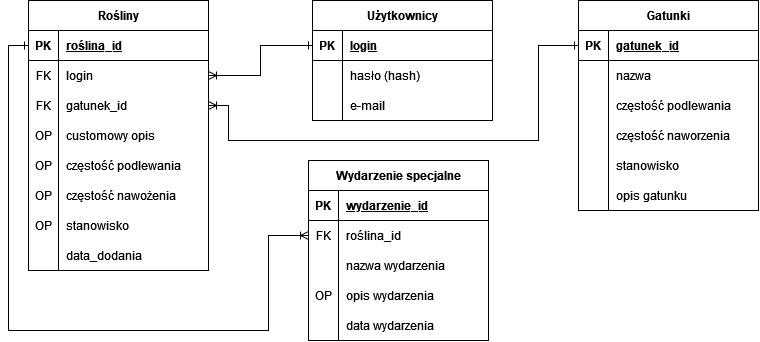 Rośliny
PK roślina_id
FK login
FK gatunek_id
OP customowy opis
OP częstość podlewania
OP częstość nawożenia
OP stanowisko
data_dodania
Użytkownicy
PK login
hasło (hash)
e-mail
Gatunki
PK gatunek_id
nazwa
częstość podlewania
częstość naworzenia
stanowisko
opis gatunku
Wydarzenie specjalne
PK wydarzenie_id
FK roślina_id
nazwa wydarzenia
OP opis wydarzenia
data wydarzenia